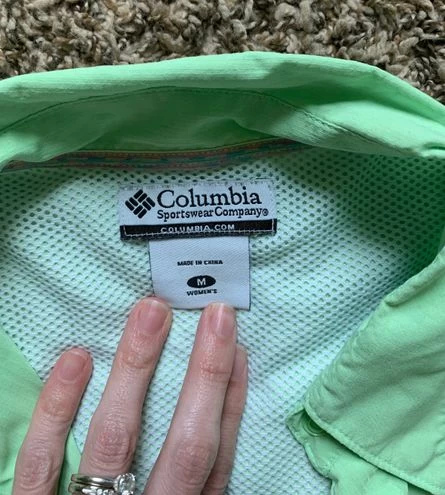 Columbia
Sportswear Company®
COLUMBIA.COM
MADE IN CHINA
M
WOMEN'S